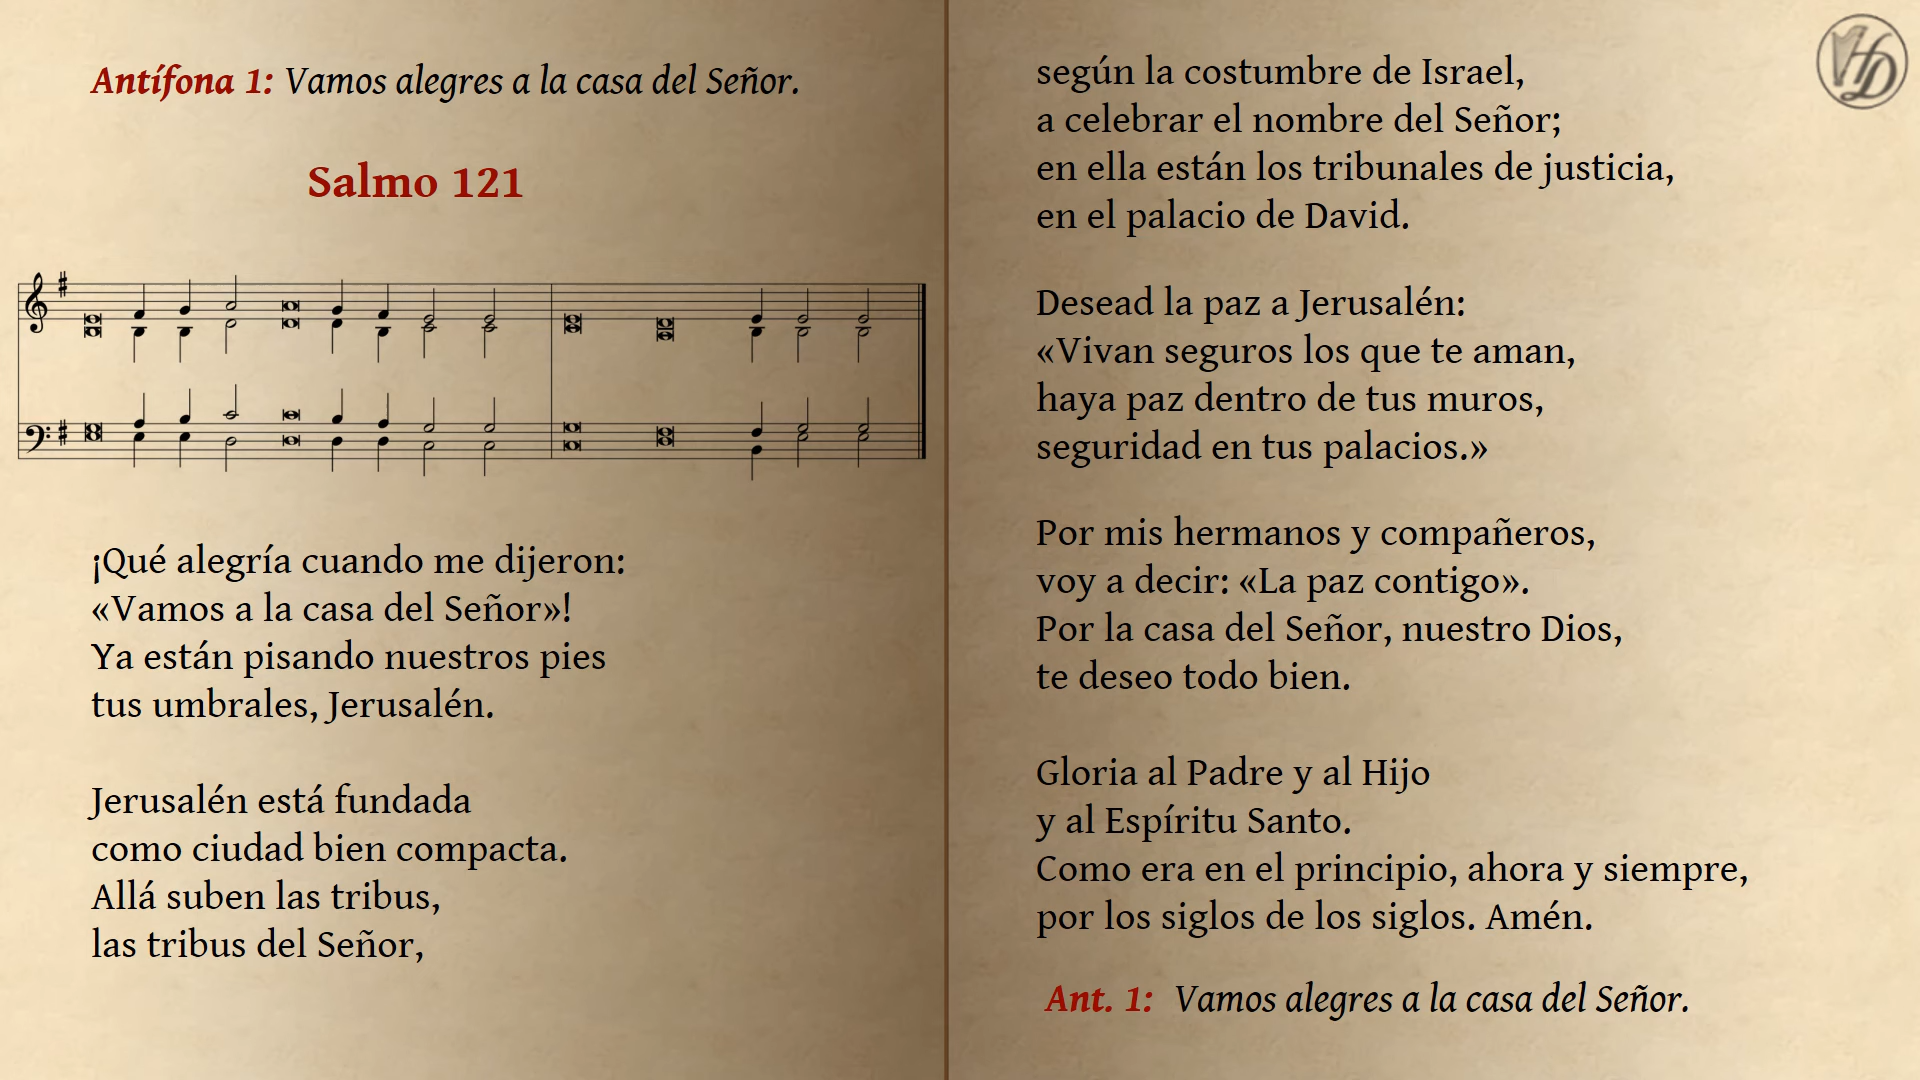 Antífona 1: Vamos alegres a la casa del Señor.
Salmo 121
¡Qué alegría cuando me dijeron:
«Vamos a la casa del Señor»!
Ya están pisando nuestros pies
tus umbrales, Jerusalén.
Jerusalén está fundada
como ciudad bien compacta.
Allá suben las tribus,
las tribus del Señor,
según la costumbre de Israel,
a celebrar el nombre del Señor;
en ella están los tribunales de justicia,
en el palacio de David.
Desead la paz a Jerusalén:
«Vivan seguros los que te aman,
haya paz dentro de tus muros,
seguridad en tus palacios.»
Por mis hermanos y compañeros,
voy a decir: «La paz contigo».
Por la casa del Señor, nuestro Dios,
te deseo todo bien.
Gloria al Padre y al Hijo
y al Espíritu Santo.
Como era en el principio, ahora y siempre,
por los siglos de los siglos. Amén.
Ant. 1: Vamos alegres a la casa del Señor.
HD